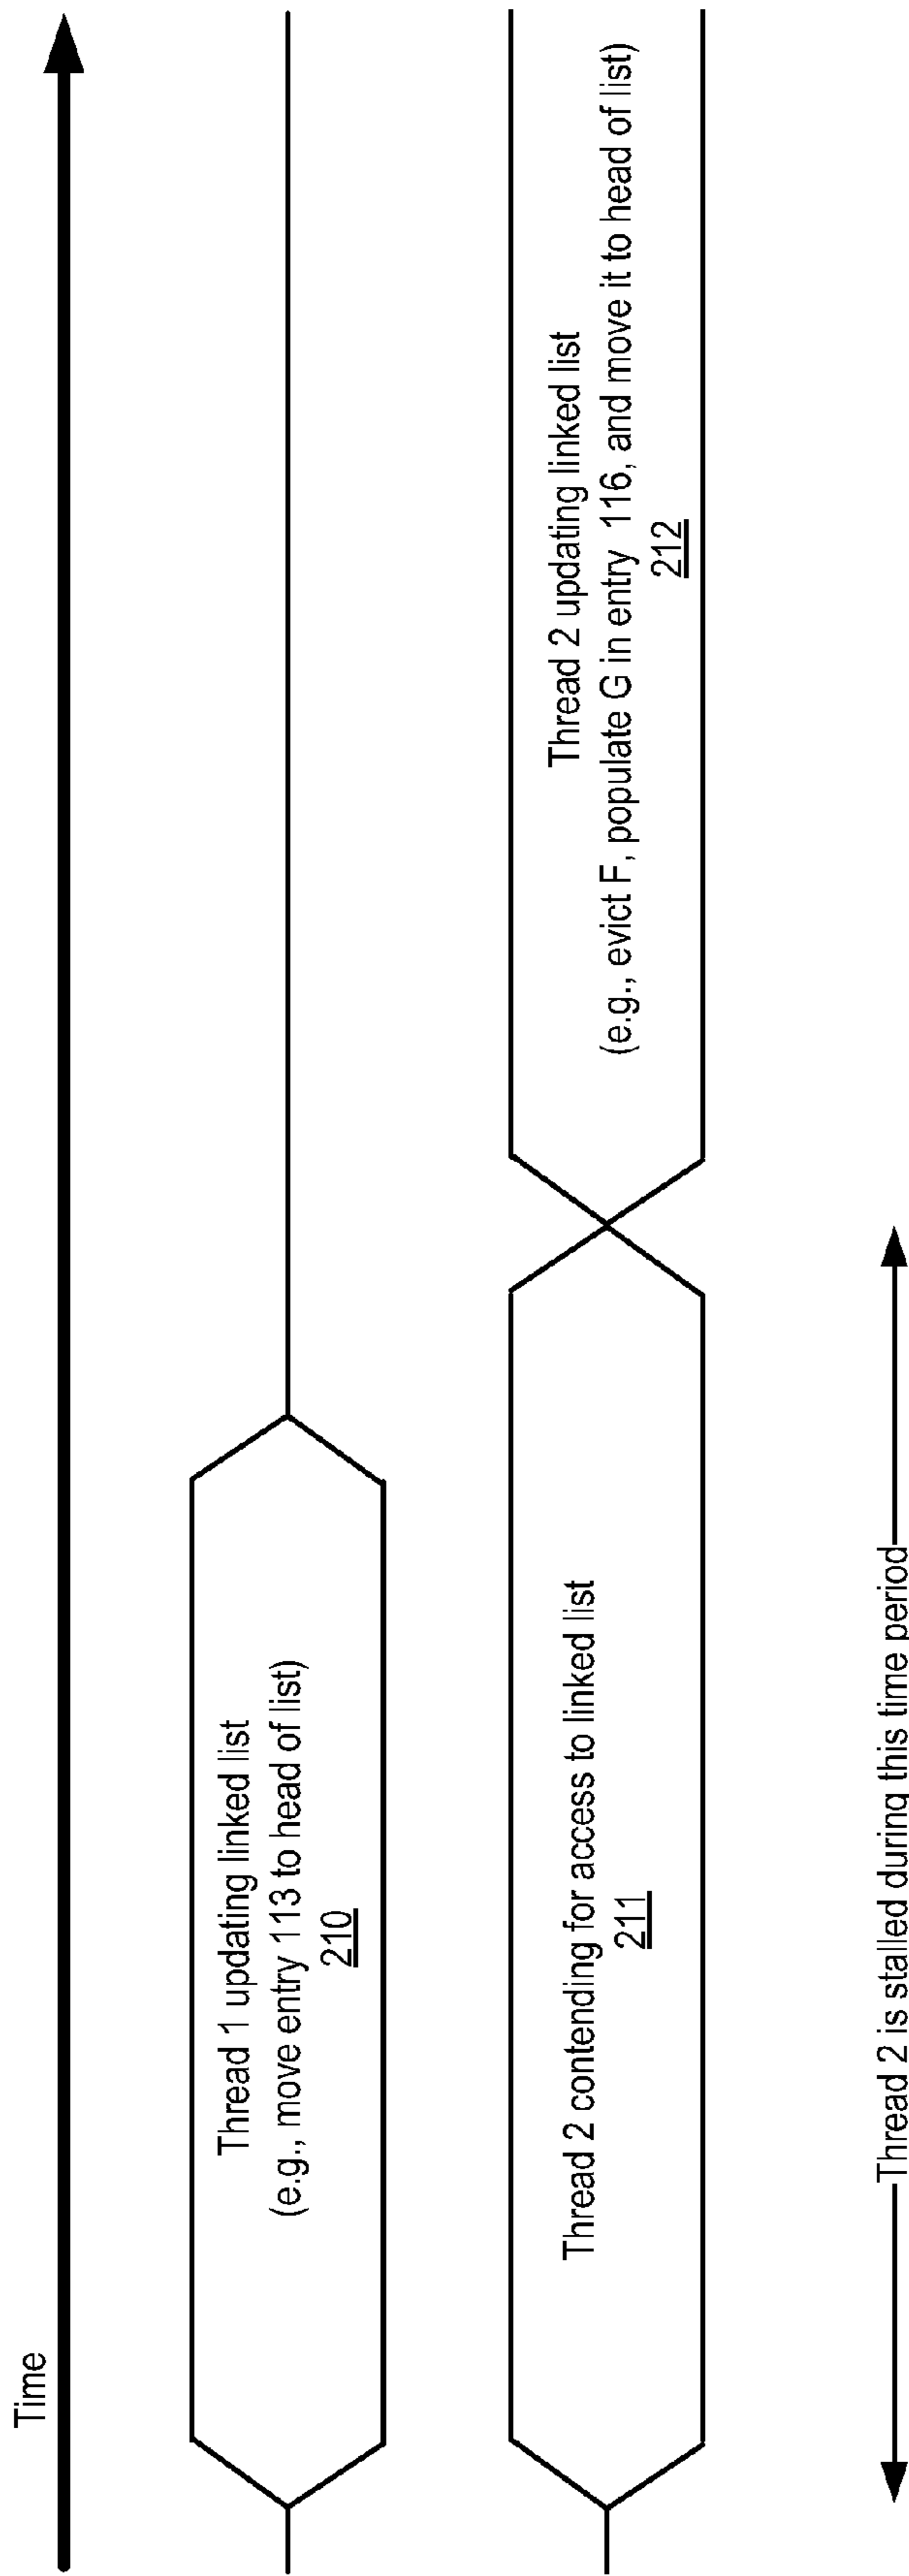 Time
Thread 1 updating linked list
(e.g., move entry 113 to head of list)
210
Thread 2 contending for access to linked list
211
Thread 2 updating linked list
(e.g., evict F, populate G in entry 116, and move it to head of list)
212
Thread 2 is stalled during this time period